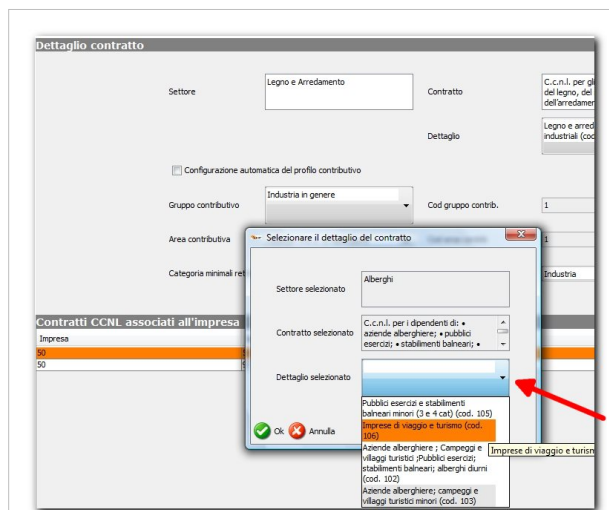 Dettaglio contratto
Settore
Legno e Arredamento
Contratto
C.c.n.l. per gli
del legno, del
dell'arredamen
Dettaglio
Legno e arred
industriali (cod
Configurazione automatica del profilo contributivo
Gruppo contributivo
Industria in genere
Cod gruppo contrib.
1
Area contributiva
1
Categoria minimali ret
Industria
Selezionare il dettaglio del contratto
Settore selezionato
Alberghi
Contratto selezionato
C.c.n.l. per i dipendenti di: •
aziende alberghiere; • pubblici
esercizi; • stabilimenti balneari; •
Dettaglio selezionato
Pubblici esercizi e stabilimenti
balneari minori (3 e 4 cat) (cod. 105)
Imprese di viaggio e turismo (cod.
106)
Imprese di viaggio e turism
Aziende alberghiere ; Campeggi e
villaggi turistici ;Pubblici esercizi;
stabilimenti balneari; alberghi diurni
(cod. 102)
Aziende alberghiere; campeggi e
villaggi turistici minori (cod. 103)
Ok
Annulla
Contratti CCNL associati all'impresa
Impresa
50
50